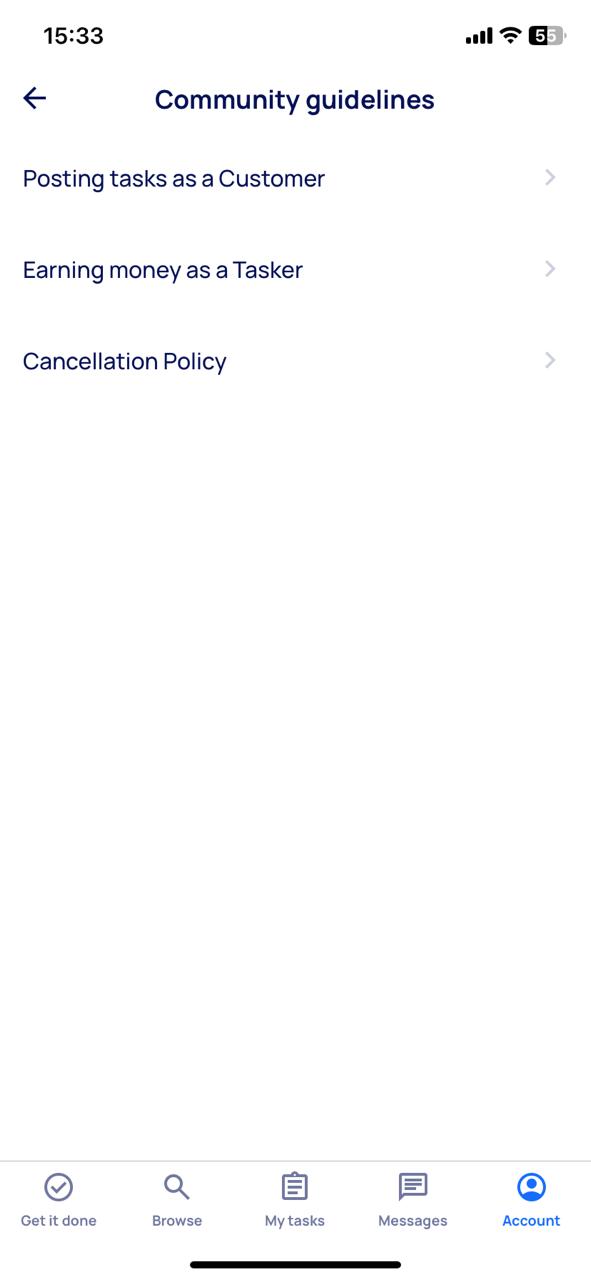 15:33
55
Community guidelines
Posting tasks as a Customer
Earning money as a Tasker
Cancellation Policy
Get it done
Browse
My tasks
Messages
Account